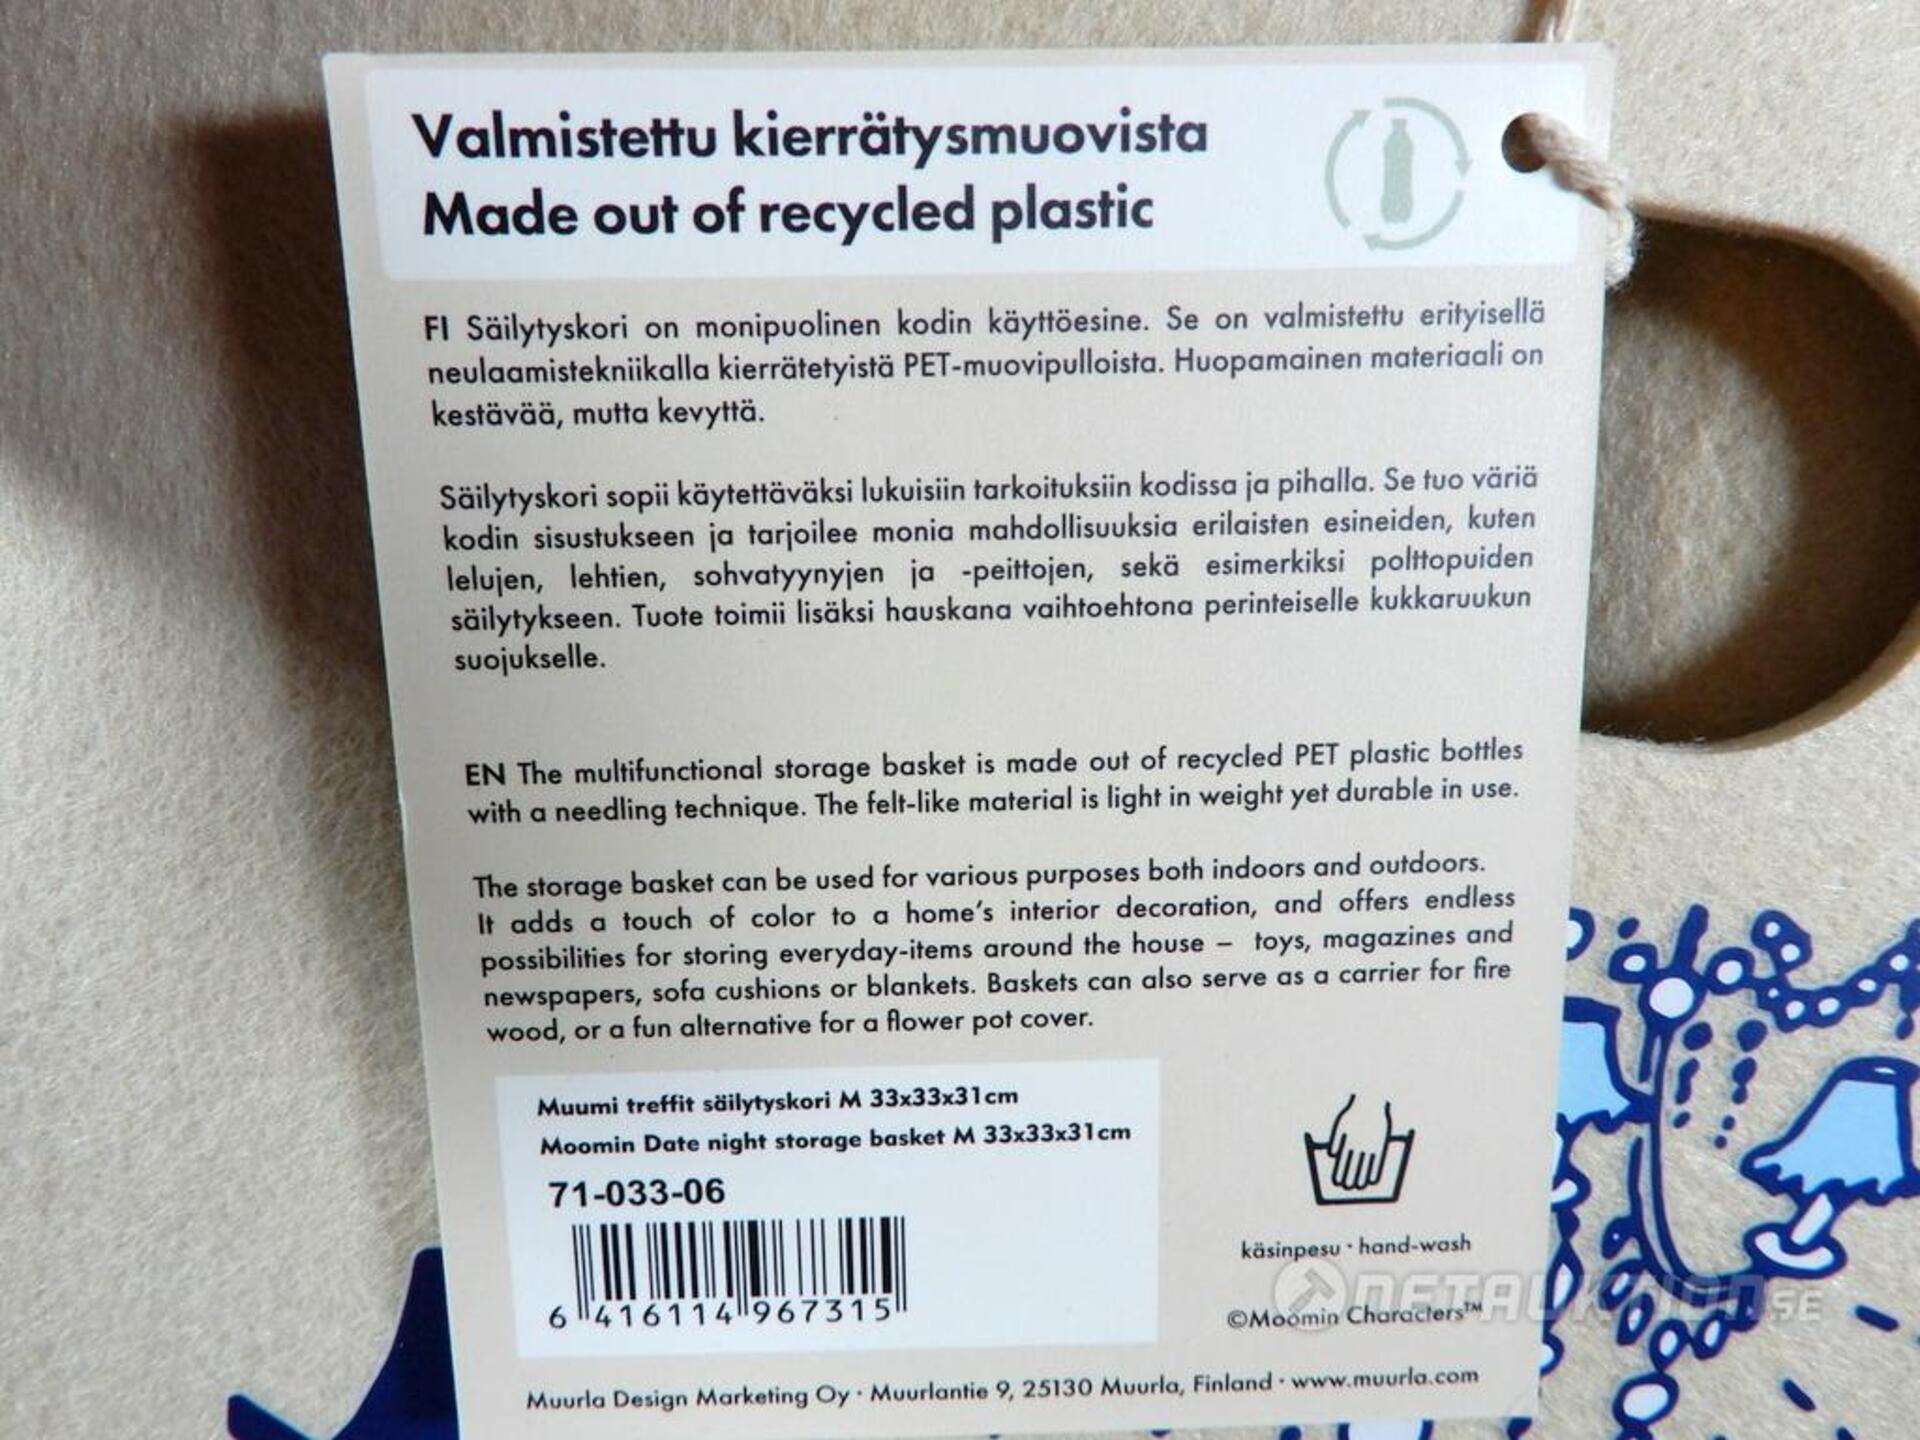 Valmistettu kierrätysmuovista
Made out of recycled plastic
FI Säilytyskori on monipuolinen kodin käyttöesine. Se on valmistettu erityisellä
neulaamistekniikalla kierrätetyistä PET-muovipulloista. Huopamainen materiaali on
kestävää, mutta kevyttä.
Säilytyskori sopii käytettäväksi lukuisiin tarkoituksiin kodissa ja pihalla. Se tuo väriä
kodin sisustukseen ja tarjoilee monia mahdollisuuksia erilaisten esineiden, kuten
lelujen, lehtien, sohvatyynyjen ja -peittojen, sekä esimerkiksi polttopuiden
säilytykseen. Tuote toimii lisäksi hauskana vaihtoehtona perinteiselle kukkaruukun
suojukselle.
EN The multifunctional storage basket is made out of recycled PET plastic bottles
with a needling technique. The felt-like material is light in weight yet durable in use.
The storage basket can be used for various purposes both indoors and outdoors.
It adds a touch of color to a home's interior decoration, and offers endless
possibilities for storing everyday-items around the house – toys, magazines and
newspapers, sofa cushions or blankets. Baskets can also serve as a carrier for fire
wood, or a fun alternative for a flower pot cover.
Muumi treffit säilytyskori M 33x33x31cm
Moomin Date night storage basket M 33x33x31cm
71-033-06
6 416114 967315
käsinpesu · hand-wash
NETAUKTION.SE
©Moomin Characters™
Muurla Design Marketing Oy · Muurlantie 9, 25130 Muurla, Finland · www.muurla.com